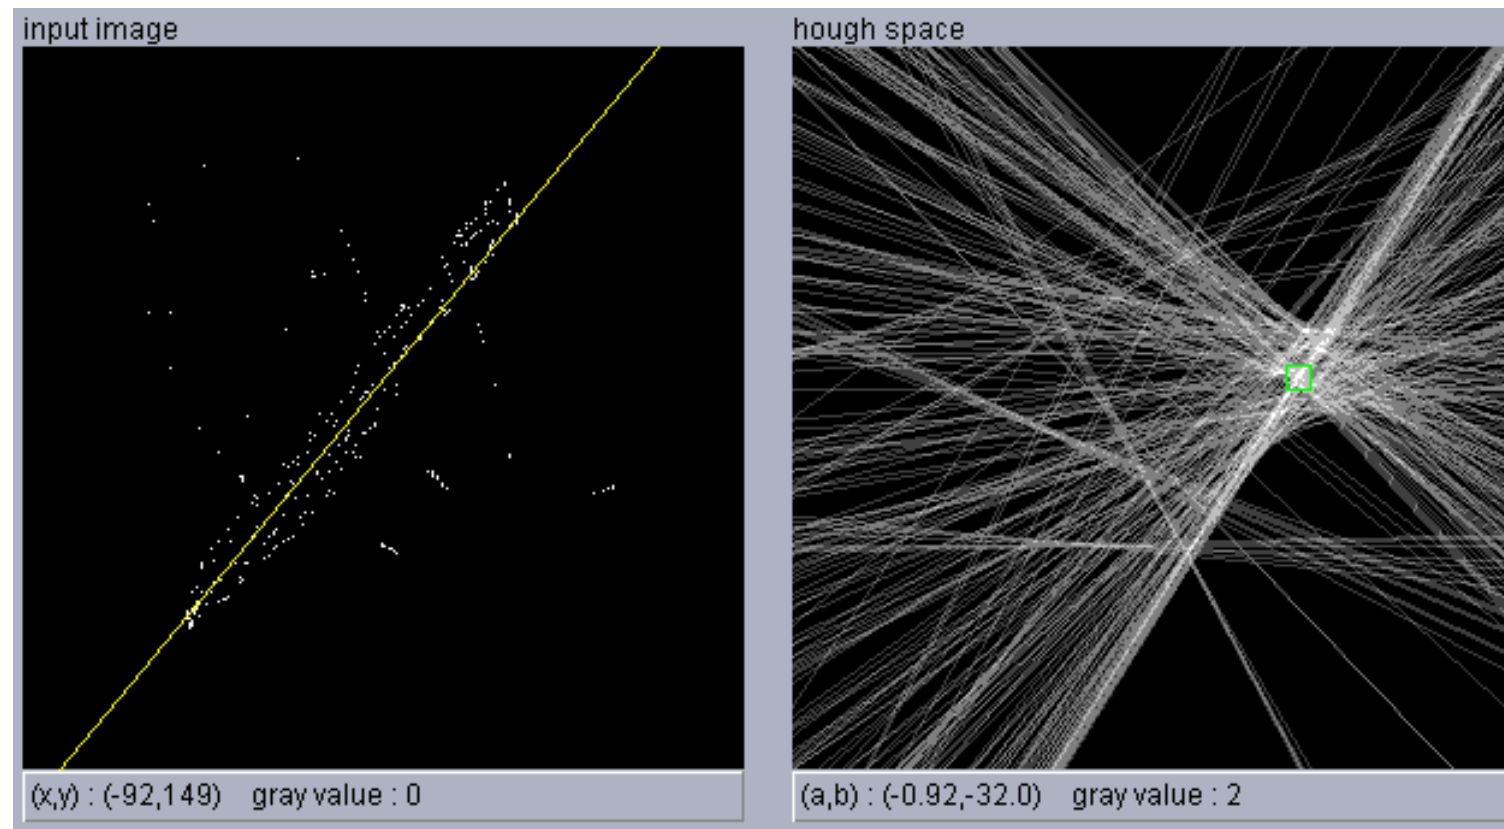 input image
hough space
(x,y) : (-92,149) gray value : 0
(a,b) : (-0.92,-32.0) gray value : 2